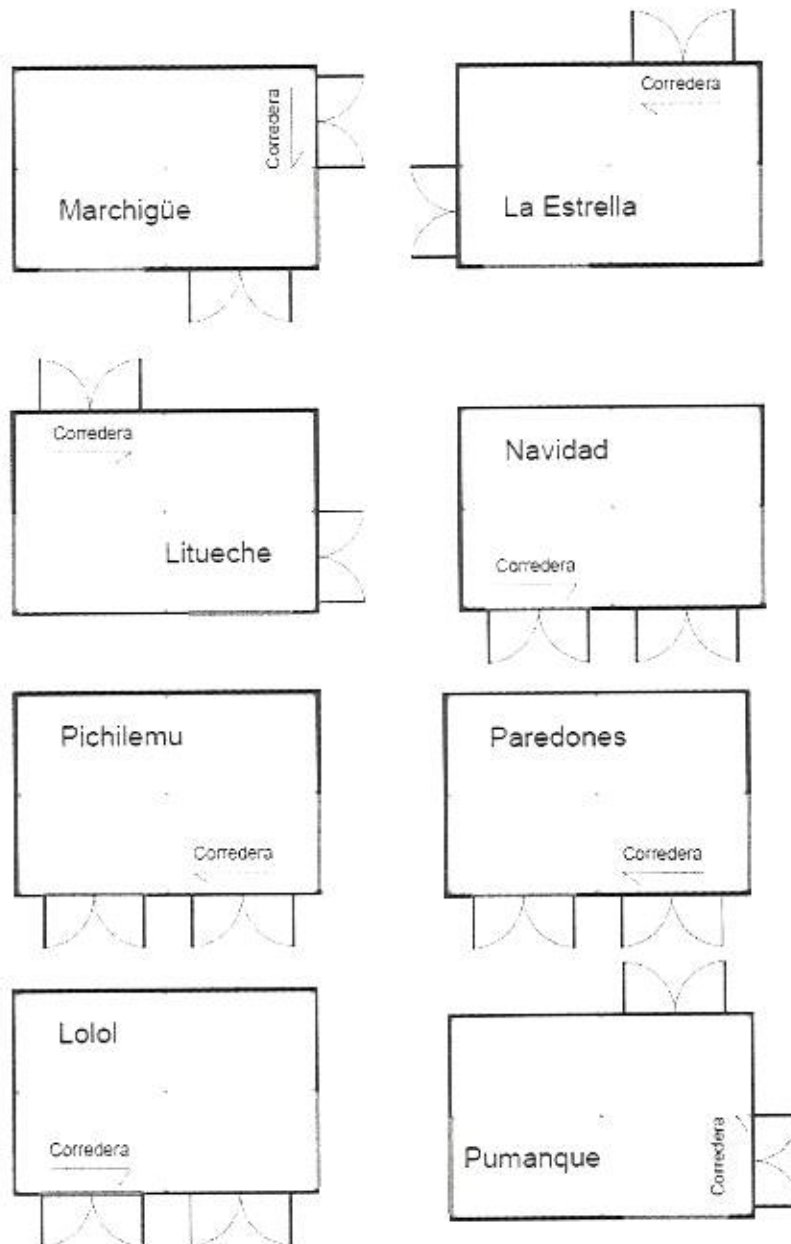 Corredera
Marchigüe
Corredera
La Estrella
Corredera
Litueche
Navidad
Corredera
Pichilemu
Corredera
Paredones
Corredera
Lolol
Corredera
Pumanque
Corredera